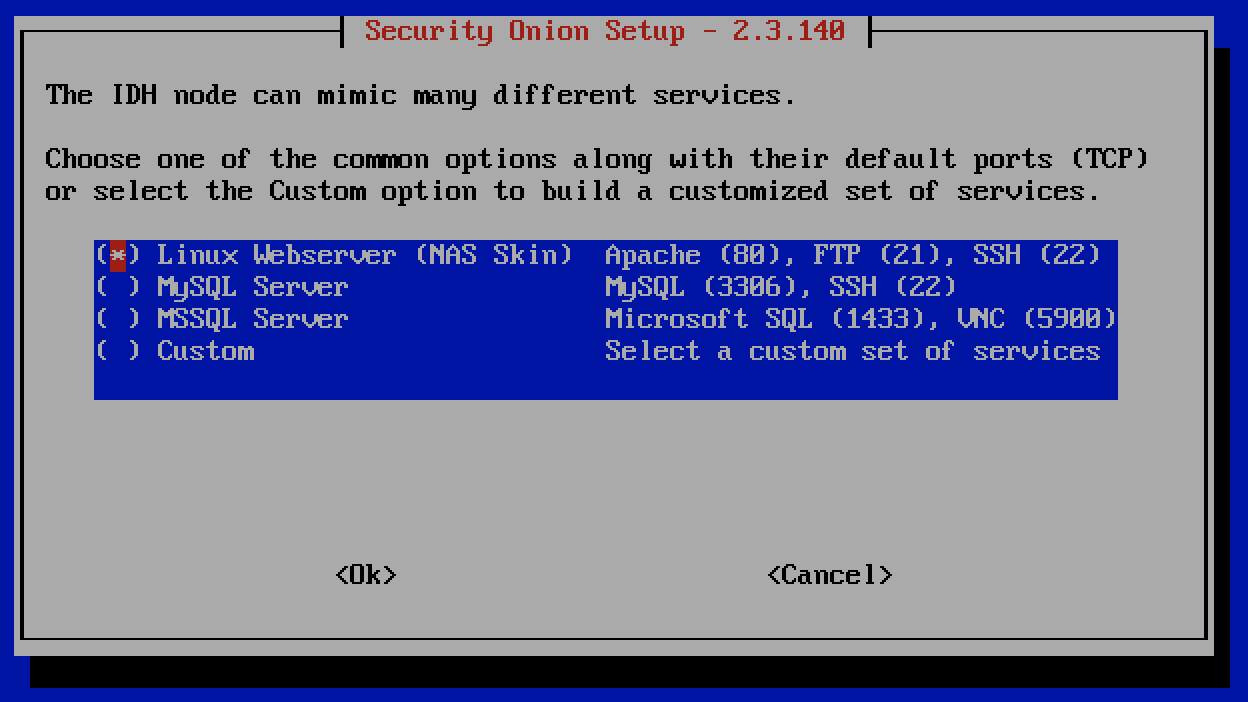 Security Onion Setup - 2.3.140
The IDH node can mimic many different services.
Choose one of the common options along with their default ports (TCP)
or select the Custom option to build a customized set of services.
(*) Linux Webserver (NAS Skin)  Apache (80), FTP (21), SSH (22)
( ) MySQL Server                MySQL (3306), SSH (22)
( ) MSSQL Server                Microsoft SQL (1433), VNC (5900)
( ) Custom                      Select a custom set of services
<Ok>                       <Cancel>